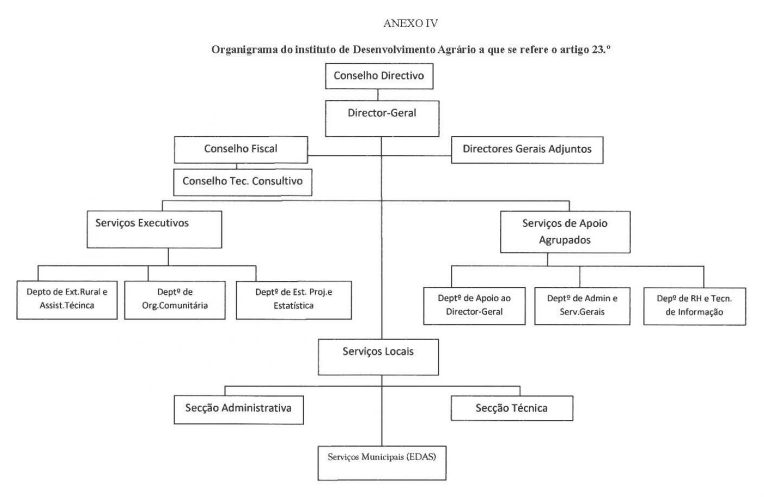 ANEXO IV
Organigrama do instituto de Desenvolvimento Agrário a que se refere o artigo 23.º
Conselho Directivo
Director-Geral
Conselho Fiscal
Directores Gerais Adjuntos
Conselho Tec. Consultivo
Serviços Executivos
Serviços de Apoio
Agrupados
Depto de Ext.Rural e
Assist.Técinca
Deptº de
Org.Comunitária
Deptº de Est. Proj.e
Estatística
Deptº de Apoio ao
Director-Geral
Deptº de Admin e
Serv.Gerais
Depº de RH e Tecn.
de Informação
Serviços Locais
Secção Administrativa
Secção Técnica
Serviços Municipais (EDAS)